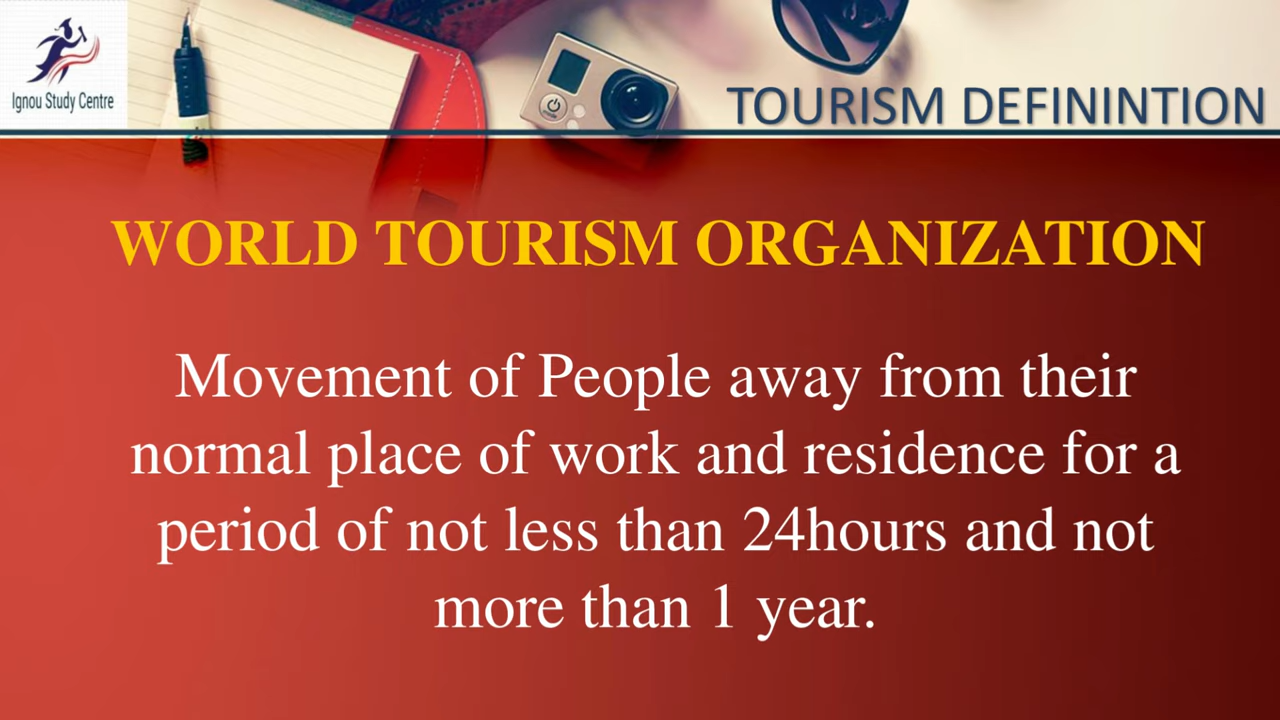 Ignou Study Centre
TOURISM DEFININTION
WORLD TOURISM ORGANIZATION
Movement of People away from their
normal place of work and residence for a
period of not less than 24hours and not
more than 1 year.